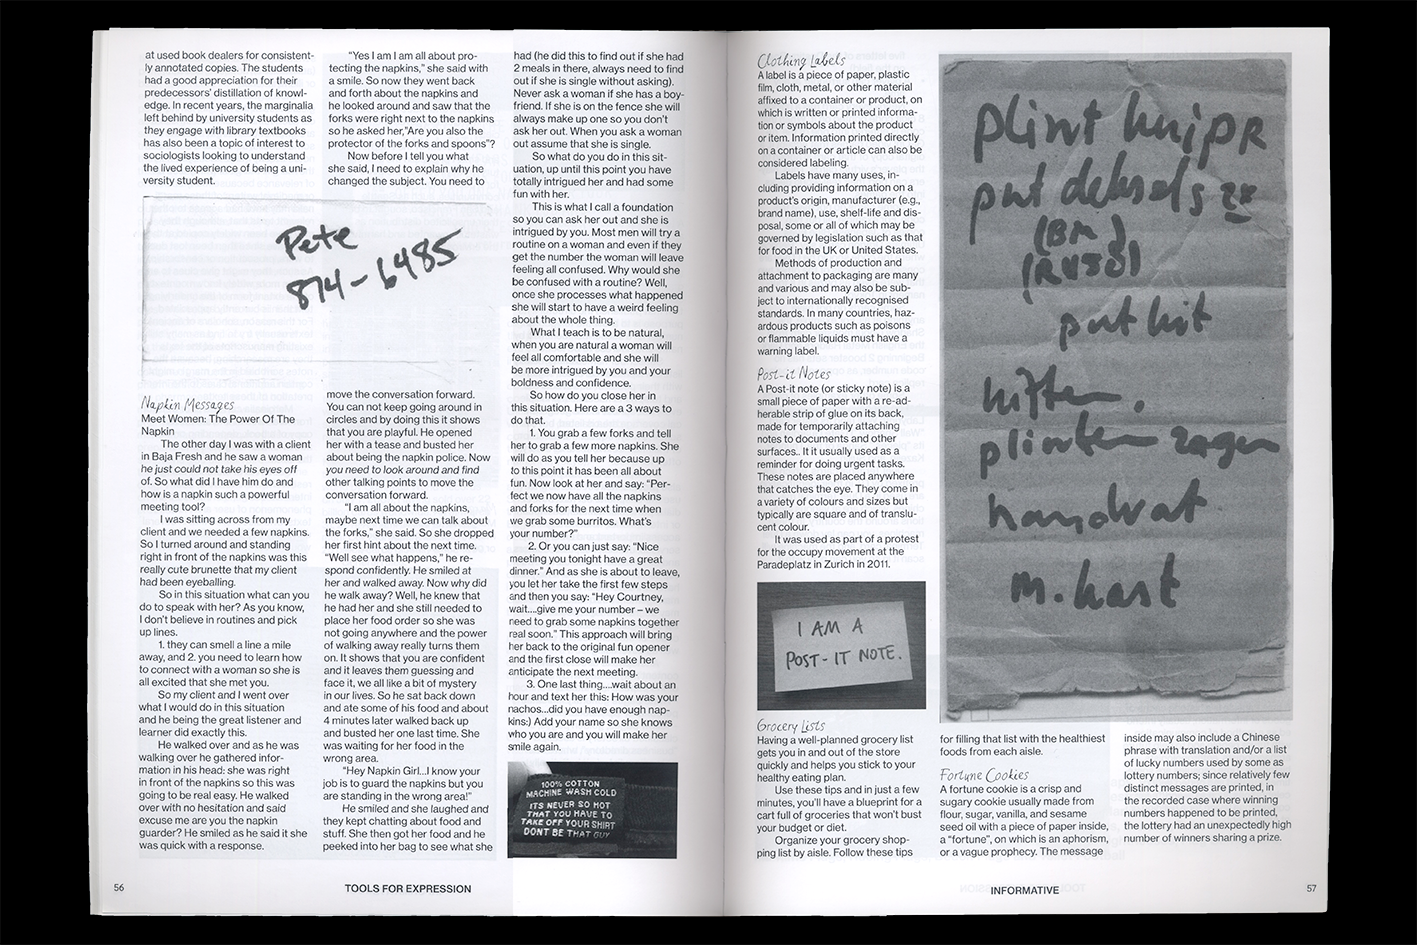 at used book dealers for consistent-
ly annotated copies. The students
had a good appreciation for their
predecessors’ distillation of knowl-
edge. In recent years, the marginalia
left behind by university students as
they engage with library textbooks
has also been a topic of interest to
sociologists looking to understand
the lived experience of being a uni-
versity student.
Pete
874-6485
Napkin Messages
Meet Women: The Power Of The
Napkin
The other day I was with a client
in Baja Fresh and he saw a woman
he just could not take his eyes off
of. So what did I have him do and
how is a napkin such a powerful
meeting tool?
I was sitting across from my
client and we needed a few napkins.
So I turned around and standing
right in front of the napkins was this
really cute brunette that my client
had been eyeballing.
So in this situation what can you
do to speak with her? As you know,
I don’t believe in routines and pick
up lines.
1. they can smell a line a mile
away, and 2. you need to learn how
to connect with a woman so she is
all excited that she met you.
So my client and I went over
what I would do in this situation
and he being the great listener and
learner did exactly this.
He walked over and as he was
walking over he gathered infor-
mation in his head: she was right
in front of the napkins so this was
going to be real easy. He walked
over with no hesitation and said
excuse me are you the napkin
guarder? He smiled as he said it she
was quick with a response.
“Yes I am I am all about pro-
tecting the napkins,” she said with
a smile. So now they went back
and forth about the napkins and
he looked around and saw that the
forks were right next to the napkins
so he asked her,”Are you also the
protector of the forks and spoons”?
Now before I tell you what
she said, I need to explain why he
changed the subject. You need to
move the conversation forward.
You can not keep going around in
circles and by doing this it shows
that you are playful. He opened
her with a tease and busted her
about being the napkin police. Now
you need to look around and find
other talking points to move the
conversation forward.
“I am all about the napkins,
maybe next time we can talk about
the forks,” she said. So she dropped
her first hint about the next time.
“Well see what happens,” he re-
spond confidently. He smiled at
her and walked away. Now why did
he walk away? Well, he knew that
he had her and she still needed to
place her food order so she was
not going anywhere and the power
of walking away really turns them
on. It shows that you are confident
and it leaves them guessing and
face it, we all like a bit of mystery
in our lives. So he sat back down
and ate some of his food and about
4 minutes later walked back up
and busted her one last time. She
was waiting for her food in the
wrong area.
“Hey Napkin Girl...I know your
job is to guard the napkins but you
are standing in the wrong area!”
He smiled and she laughed and
they kept chatting about food and
stuff. She then got her food and he
peeked into her bag to see what she
had (he did this to find out if she had
2 meals in there, always need to find
out if she is single without asking).
Never ask a woman if she has a boy-
friend. If she is on the fence she will
always make up one so you don’t
ask her out. When you ask a woman
out assume that she is single.
So what do you do in this sit-
uation, up until this point you have
totally intrigued her and had some
fun with her.
This is what I call a foundation
so you can ask her out and she is
intrigued by you. Most men will try a
routine on a woman and even if they
get the number the woman will leave
feeling all confused. Why would she
be confused with a routine? Well,
once she processes what happened
she will start to have a weird feeling
about the whole thing.
What I teach is to be natural,
when you are natural a woman will
feel all comfortable and she will
be more intrigued by you and your
boldness and confidence.
So how do you close her in
this situation. Here are a 3 ways to
do that.
1. You grab a few forks and tell
her to grab a few more napkins. She
will do as you tell her because up
to this point it has been all about
fun. Now look at her and say: “Per-
fect we now have all the napkins
and forks for the next time when
we grab some burritos. What’s
your number?”
2. Or you can just say: “Nice
meeting you tonight have a great
dinner.” And as she is about to leave,
you let her take the first few steps
and then you say: “Hey Courtney,
wait....give me your number – we
need to grab some napkins together
real soon.” This approach will bring
her back to the original fun opener
and the first close will make her
anticipate the next meeting.
3. One last thing....wait about an
hour and text her this: How was your
nachos...did you have enough nap-
kins:) Add your name so she knows
who you are and you will make her
smile again.
100% COTTON
MACHINE WASH COLD
ITS NEVER SO HOT
THAT YOU HAVE TO
TAKE OFF YOUR SHIRT
DONT BE THAT GUY
56
TOOLS FOR EXPRESSION
Clothing Labels
A label is a piece of paper, plastic
film, cloth, metal, or other material
affixed to a container or product, on
which is written or printed informa-
tion or symbols about the product
or item. Information printed directly
on a container or article can also be
considered labeling.
Labels have many uses, in-
cluding providing information on a
product’s origin, manufacturer (e.g.,
brand name), use, shelf-life and dis-
posal, some or all of which may be
governed by legislation such as that
for food in the UK or United States.
Methods of production and
attachment to packaging are many
and various and may also be sub-
ject to internationally recognised
standards. In many countries, haz-
ardous products such as poisons
or flammable liquids must have a
warning label.
Post-it Notes
A Post-it note (or sticky note) is a
small piece of paper with a re-ad-
herable strip of glue on its back,
made for temporarily attaching
notes to documents and other
surfaces.. It it usually used as a
reminder for doing urgent tasks.
These notes are placed anywhere
that catches the eye. They come in
a variety of colours and sizes but
typically are square and of translu-
cent colour.
It was used as part of a protest
for the occupy movement at the
Paradeplatz in Zurich in 2011.
I AM A
POST-IT NOTE.
Grocery Lists
Having a well-planned grocery list
gets you in and out of the store
quickly and helps you stick to your
healthy eating plan.
Use these tips and in just a few
minutes, you’ll have a blueprint for a
cart full of groceries that won’t bust
your budget or diet.
Organize your grocery shop-
ping list by aisle. Follow these tips
plint
put
(BM)
put kit
plinten zagen
handvat
m. kast
for filling that list with the healthiest
foods from each aisle.
Fortune Cookies
A fortune cookie is a crisp and
sugary cookie usually made from
flour, sugar, vanilla, and sesame
seed oil with a piece of paper inside,
a “fortune”, on which is an aphorism,
or a vague prophecy. The message
inside may also include a Chinese
phrase with translation and/or a list
of lucky numbers used by some as
lottery numbers; since relatively few
distinct messages are printed, in
the recorded case where winning
numbers happened to be printed,
the lottery had an unexpectedly high
number of winners sharing a prize.
INFORMATIVE
57